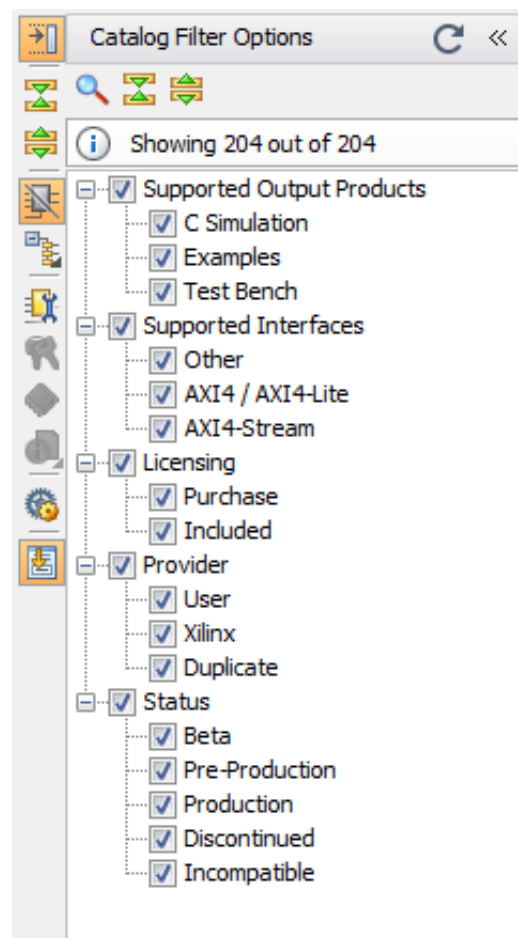 Catalog Filter Options
Showing 204 out of 204
Supported Output Products
C Simulation
Examples
Test Bench
Supported Interfaces
Other
AXI4 / AXI4-Lite
AXI4-Stream
Licensing
Purchase
Included
Provider
User
Xilinx
Duplicate
Status
Beta
Pre-Production
Production
Discontinued
Incompatible